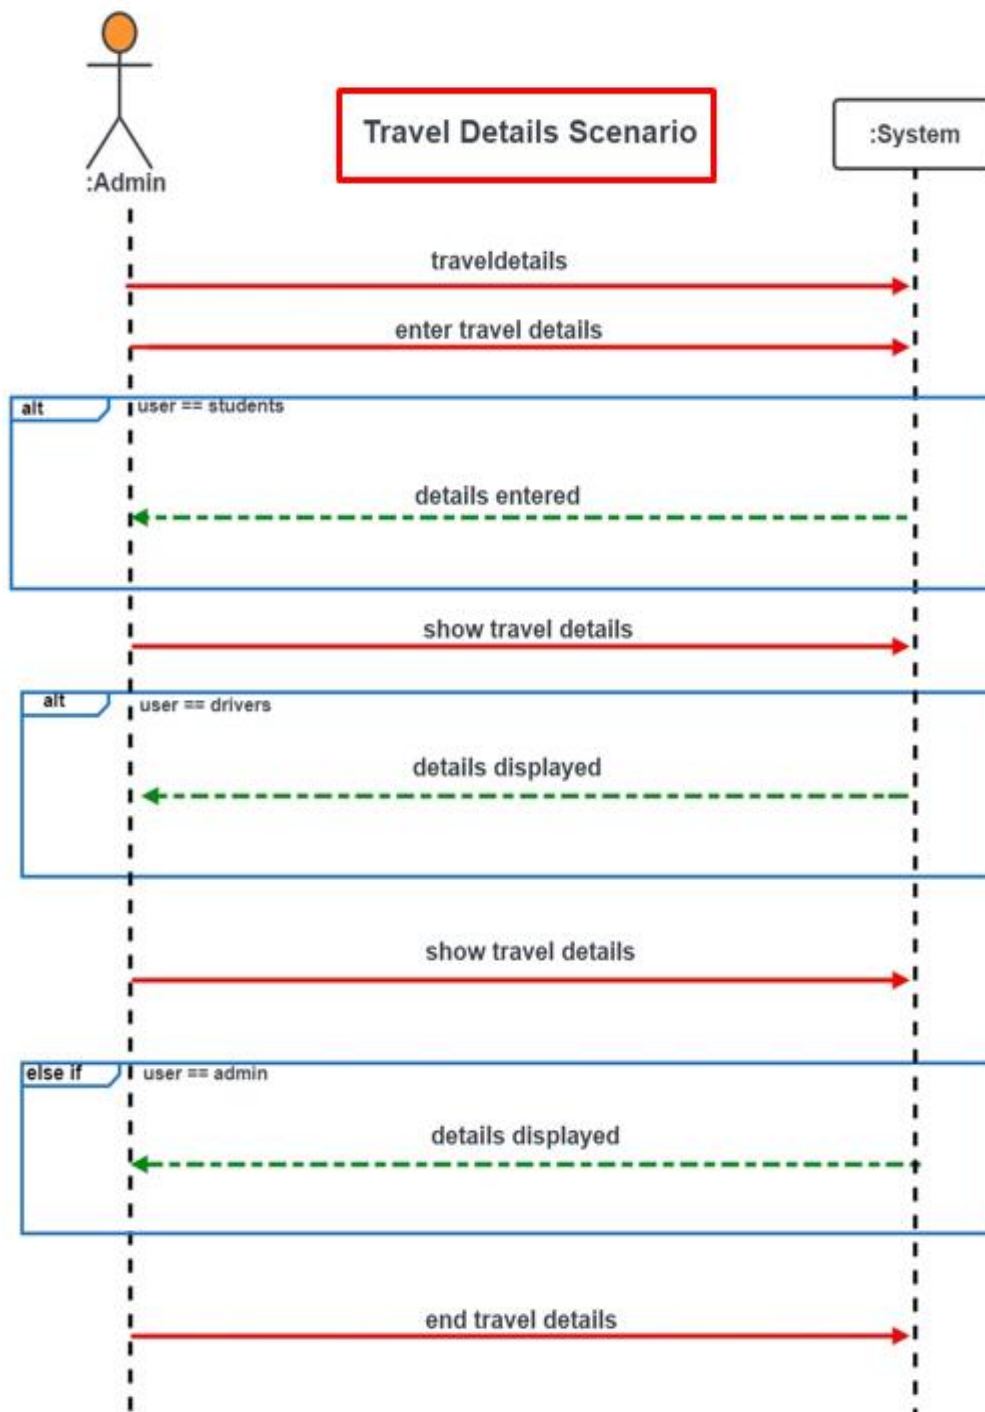 Travel Details Scenario
:System
:Admin
traveldetails
enter travel details
alt
user == students
details entered
show travel details
alt
user == drivers
details displayed
show travel details
else if
user == admin
details displayed
end travel details